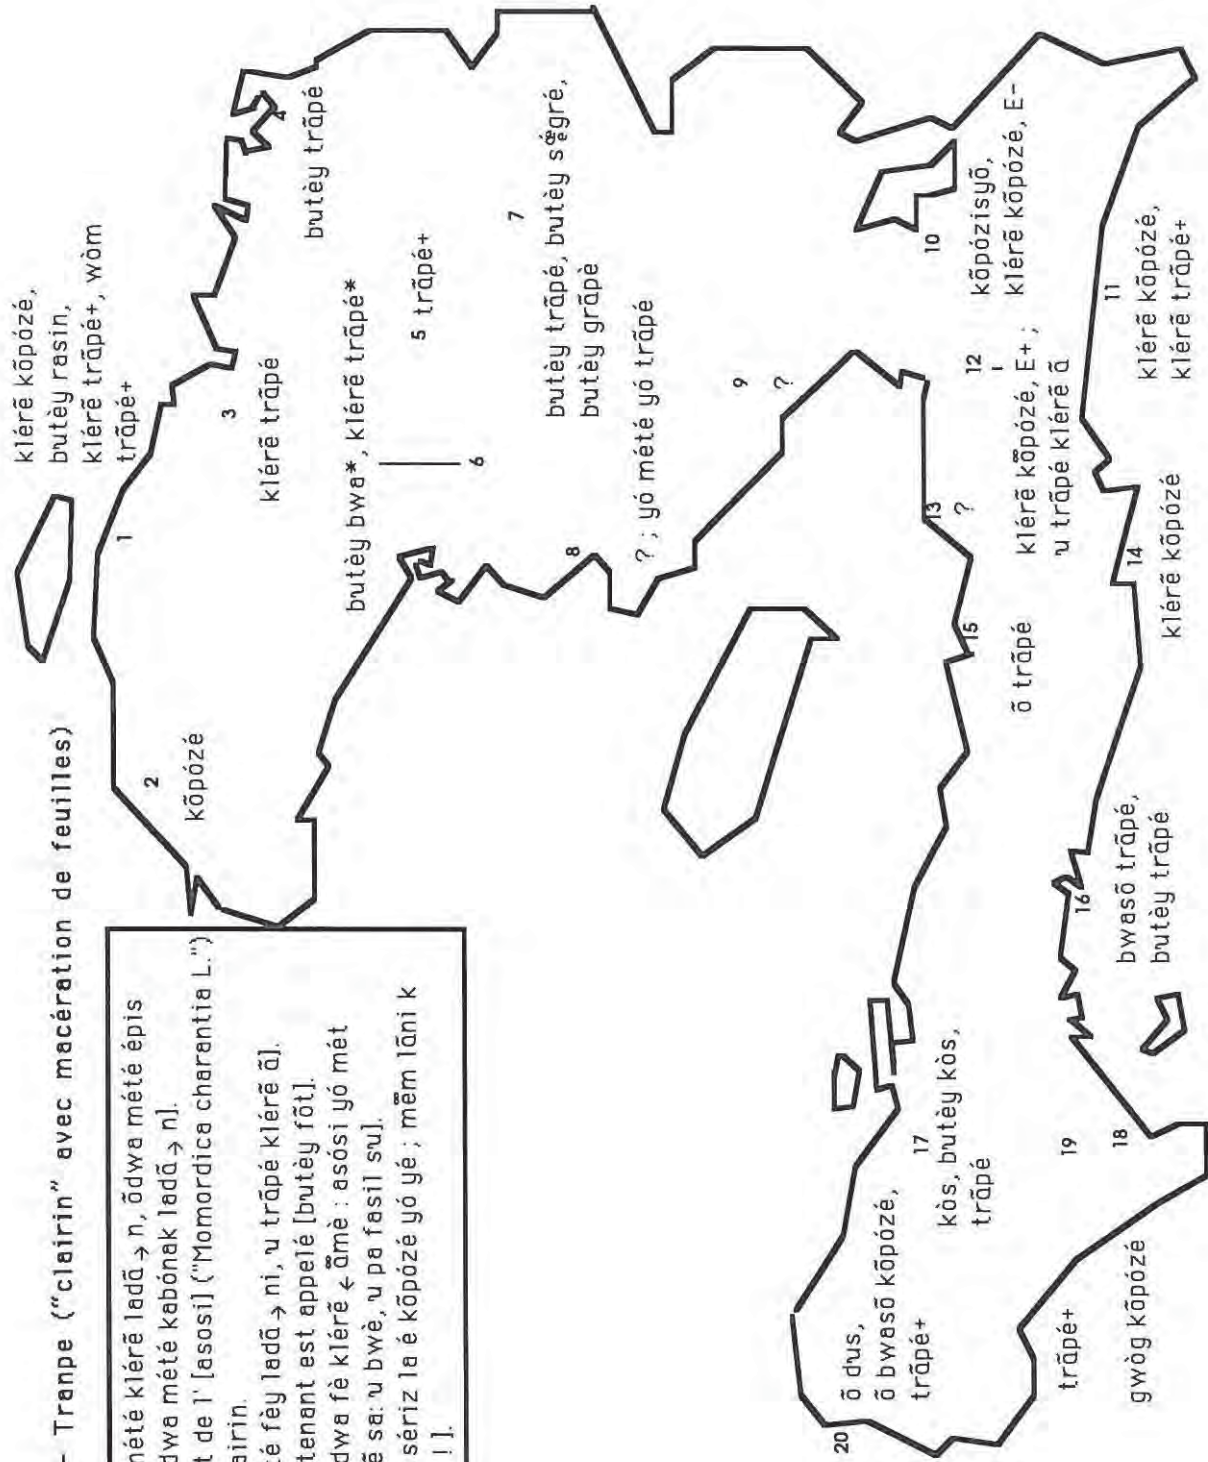 - Tranpe ("clairin" avec macération de feuilles)
klérẽ kõpózé,
butèy rasin,
klérẽ trãpé+, wòm
trãpé+
1
2
kõpózé
3
klérẽ trãpé
4
butèy trãpé
butèy bwa*, klérẽ trãpé*
5 trãpé+
6
7
butèy trãpé, butèy ségré,
butèy grãpè
8
? ; yó mété yó trãpé
9
?
10
kõpózisyõ,
klérẽ kõpózé, E-
11
klérẽ kõpózé,
klérẽ trãpé+
12
klérẽ kõpózé, E+ ;
u trãpé klérẽ ã
13
?
14
klérẽ kõpózé
15
õ trãpé
16
bwasõ trãpé,
butèy trãpé
17
kòs, butèy kòs,
trãpé
18
gwòg kõpózé
19
trãpé+
20
õ dus,
õ bwasõ kõpózé,
trãpé+
klérẽ ladã → n, õdwa mété épis
dwa mété kabónak ladã → n].
t de l' [asosi] ("Momordica charantia L.")
airin.
té fèy ladã → ni, u trãpé klérẽ ã].
tenant est appelé [butèy fõt].
dwa fè klérẽ ← ãmè : asósi yó mét
ẽ sa: u bwè, u pa fasil su].
sériz la é kõpózé yó yé ; mẽm lãni k
! ].